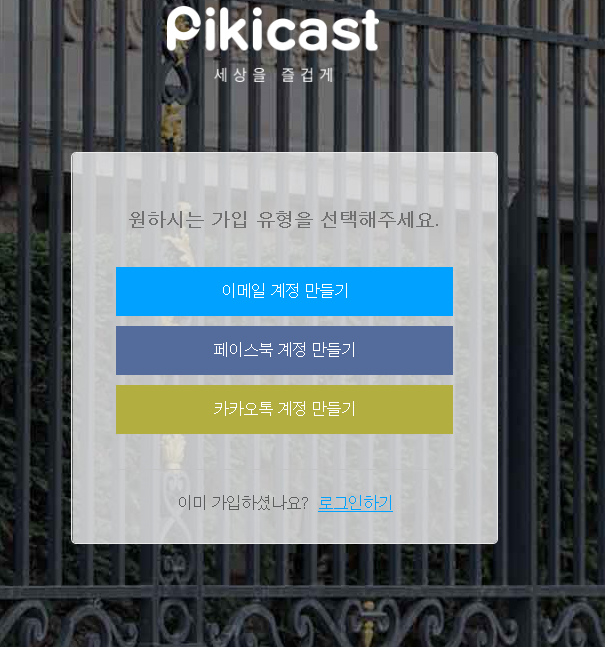 Pikicast
세상을 즐겁게
원하시는 가입 유형을 선택해주세요.
이메일 계정 만들기
페이스북 계정 만들기
카카오톡 계정 만들기
이미 가입하셨나요? 로그인하기